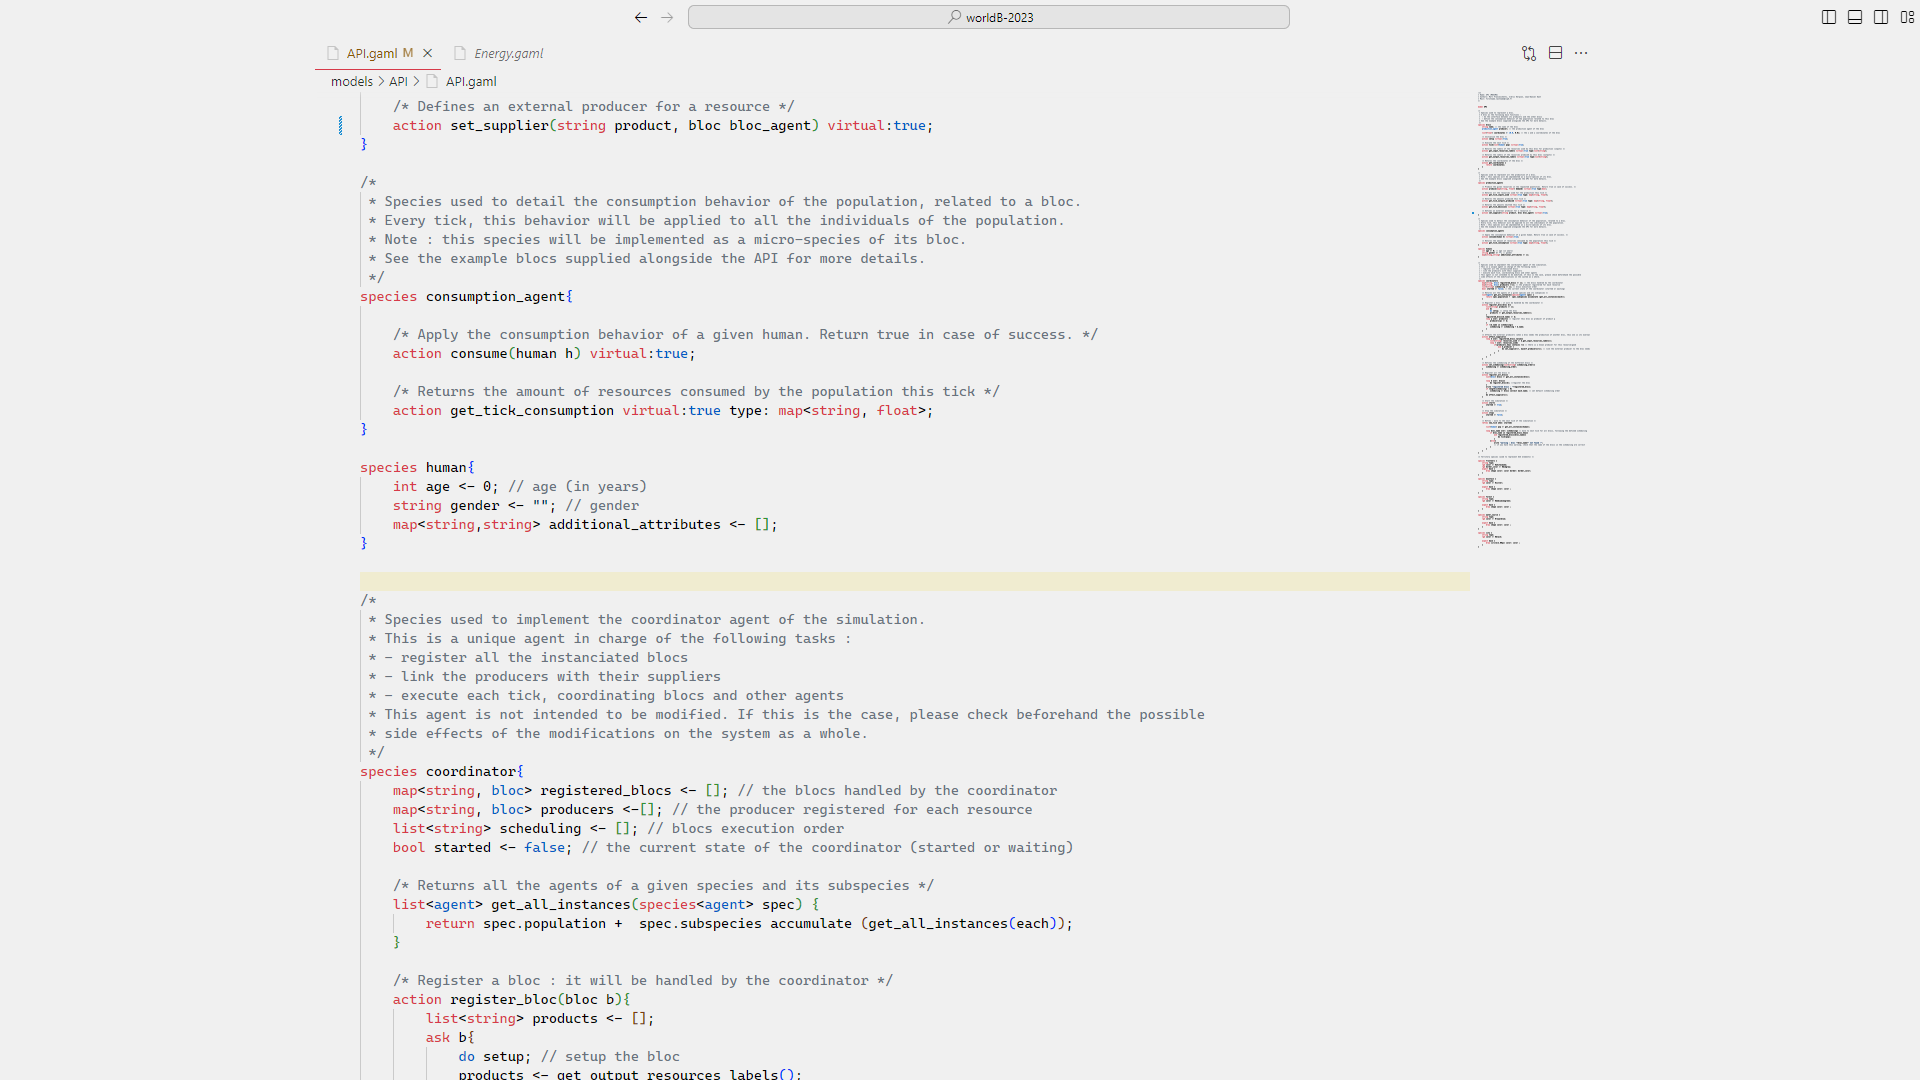 worldB-2023
API.gaml M
Energy.gaml
models > API > API.gaml
/* Defines an external producer for a resource */
action set_supplier(string product, bloc bloc_agent) virtual:true;
}
/*
* Species used to detail the consumption behavior of the population, related to a bloc.
* Every tick, this behavior will be applied to all the individuals of the population.
* Note : this species will be implemented as a micro-species of its bloc.
* See the example blocs supplied alongside the API for more details.
*/
species consumption_agent{
/* Apply the consumption behavior of a given human. Return true in case of success. */
action consume(human h) virtual:true;
/* Returns the amount of resources consumed by the population this tick */
action get_tick_consumption virtual:true type: map<string, float>;
}
species human{
int age <- 0; // age (in years)
string gender <- ""; // gender
map<string,string> additional_attributes <- [];
}
/*
* Species used to implement the coordinator agent of the simulation.
* This is a unique agent in charge of the following tasks :
* - register all the instanciated blocs
* - link the producers with their suppliers
* - execute each tick, coordinating blocs and other agents
* This agent is not intended to be modified. If this is the case, please check beforehand the possible
* side effects of the modifications on the system as a whole.
*/
species coordinator{
map<string, bloc> registered_blocs <- []; // the blocs handled by the coordinator
map<string, bloc> producers <-[]; // the producer registered for each resource
list<string> scheduling <- []; // blocs execution order
bool started <- false; // the current state of the coordinator (started or waiting)
/* Returns all the agents of a given species and its subspecies */
list<agent> get_all_instances(species<agent> spec) {
return spec.population +  spec.subspecies accumulate (get_all_instances(each));
}
/* Register a bloc : it will be handled by the coordinator */
action register_bloc(bloc b){
list<string> products <- [];
ask b{
do setup; // setup the bloc
products <- get_output_resources_labels();